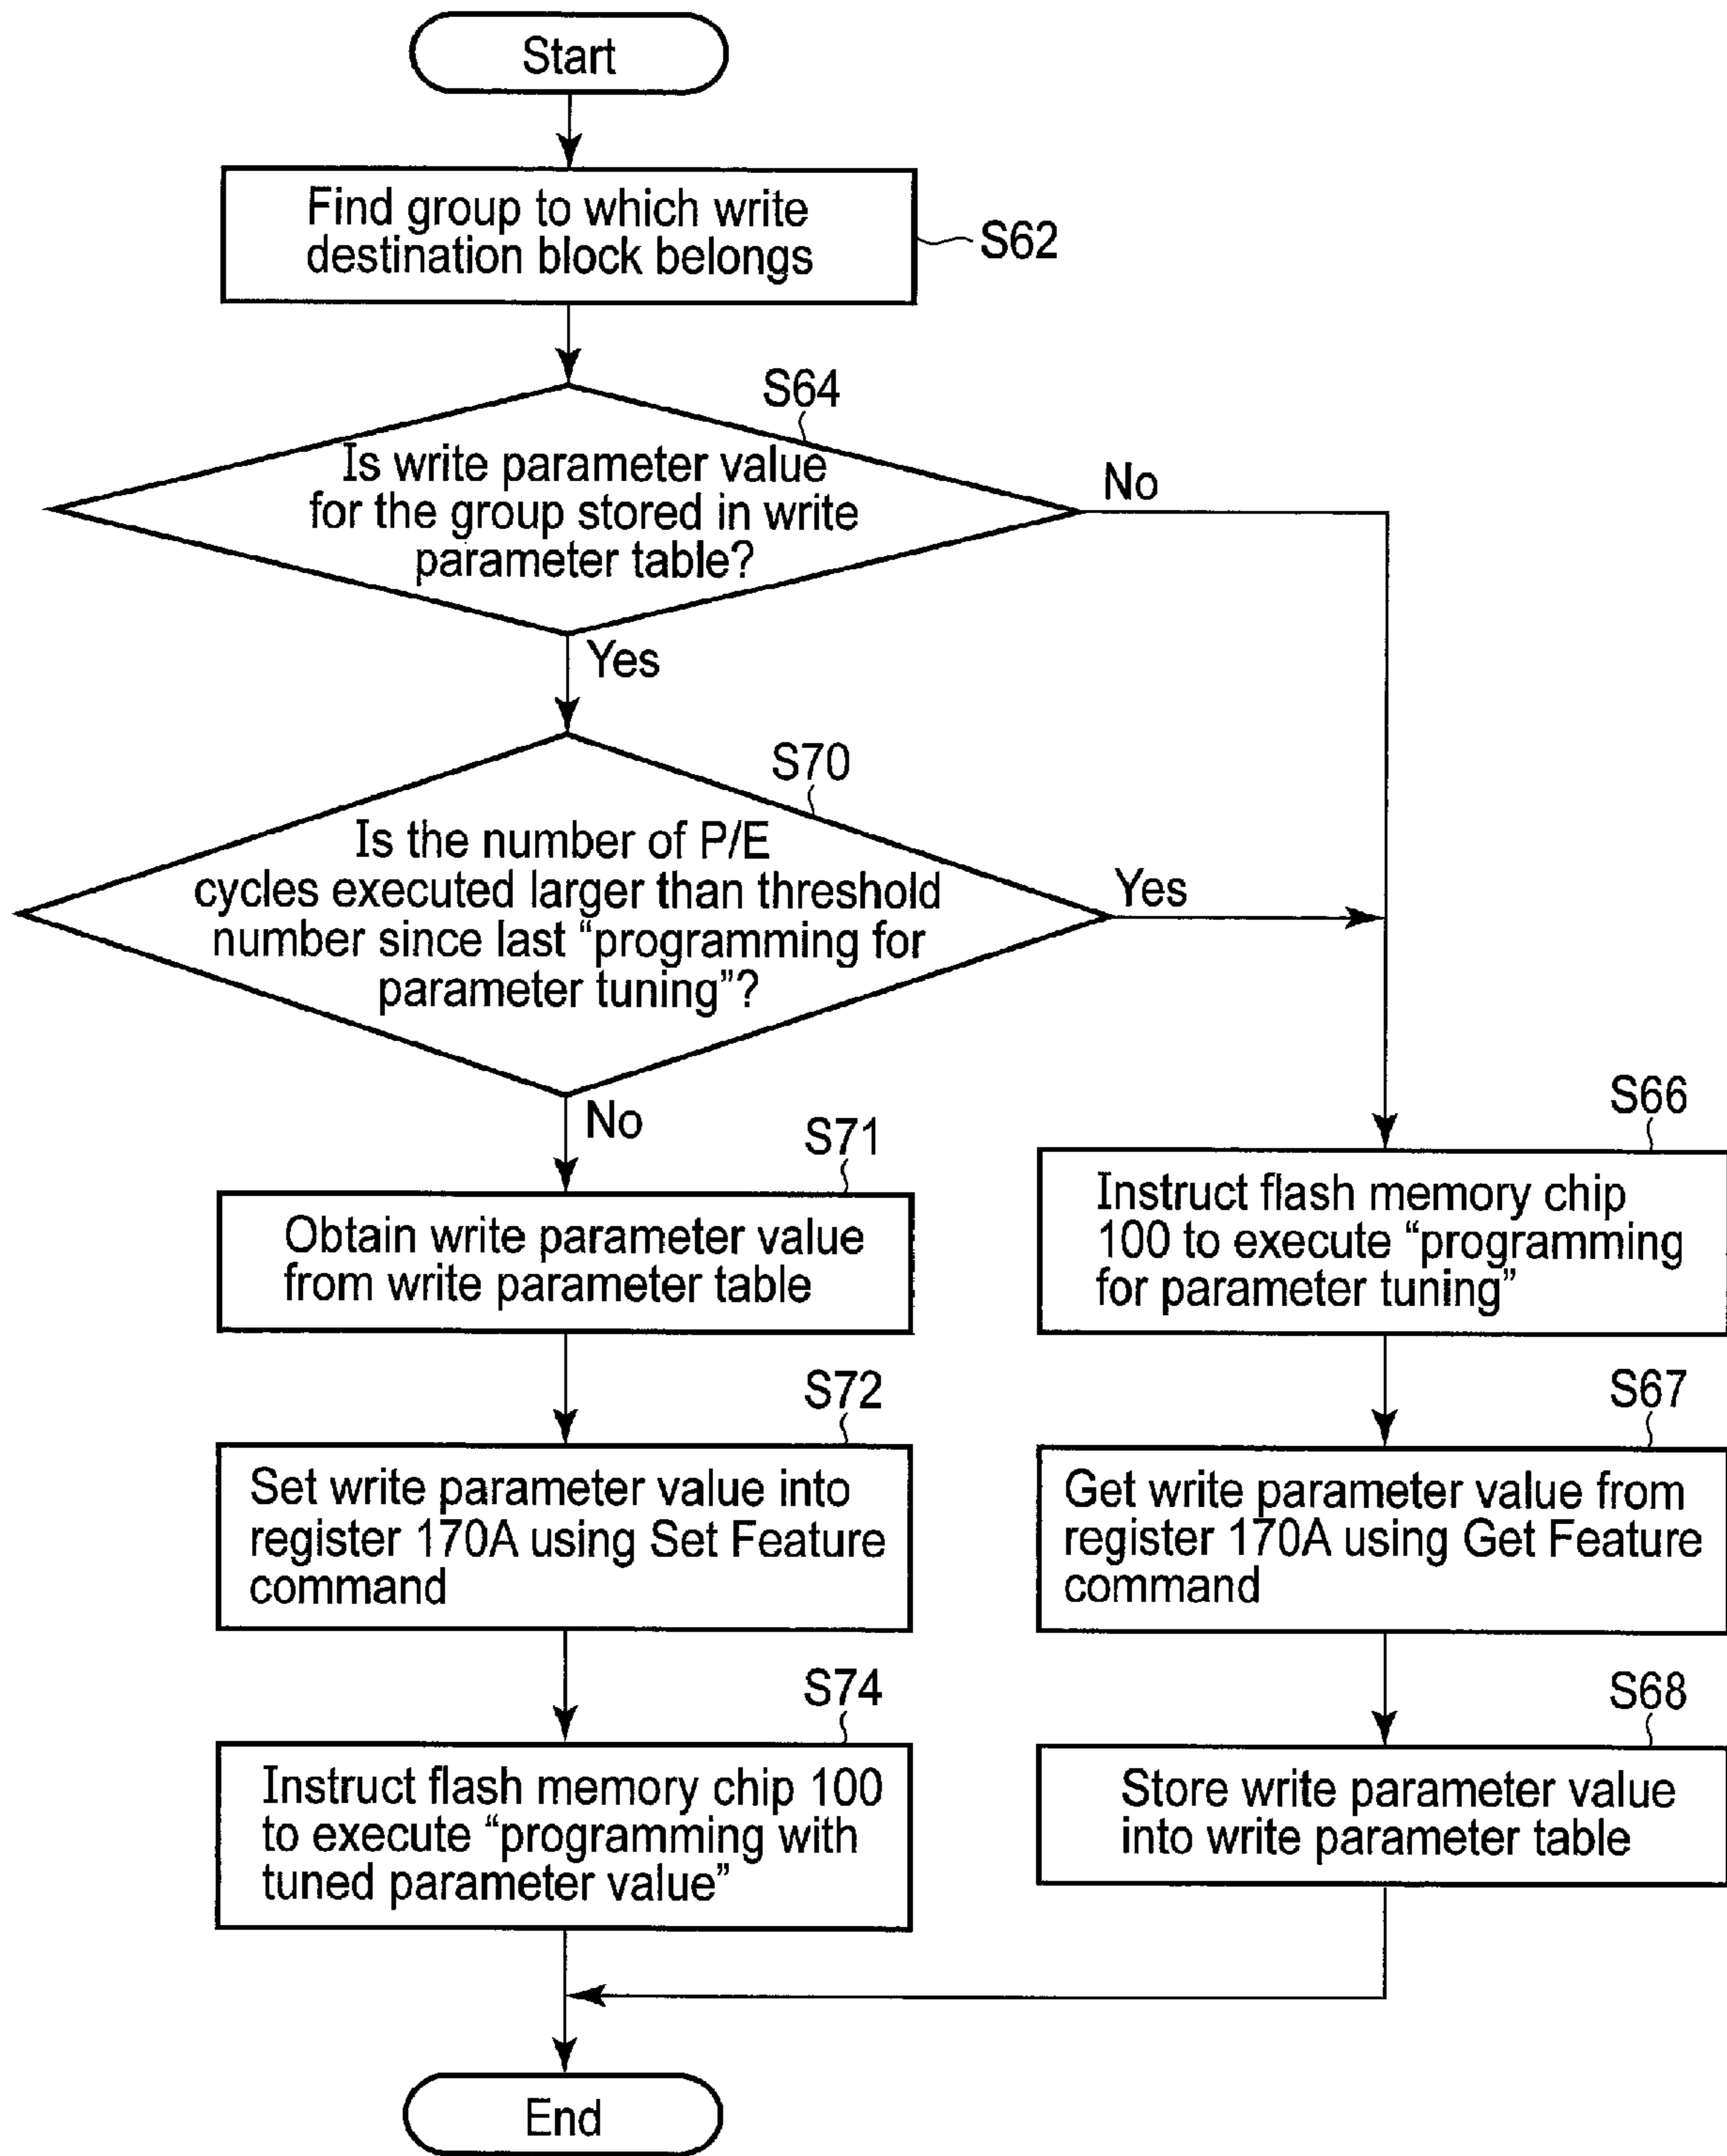 Start
Find group to which write
destination block belongs
S62
S64
Is write parameter value
for the group stored in write
parameter table?
No
Yes
S70
Is the number of P/E
cycles executed larger than threshold
number since last “programming for
parameter tuning”?
Yes
No
S71
Obtain write parameter value
from write parameter table
S66
Instruct flash memory chip
100 to execute “programming
for parameter tuning”
S72
Set write parameter value into
register 170A using Set Feature
command
S67
Get write parameter value from
register 170A using Get Feature
command
S74
Instruct flash memory chip 100
to execute “programming with
tuned parameter value”
S68
Store write parameter value
into write parameter table
End